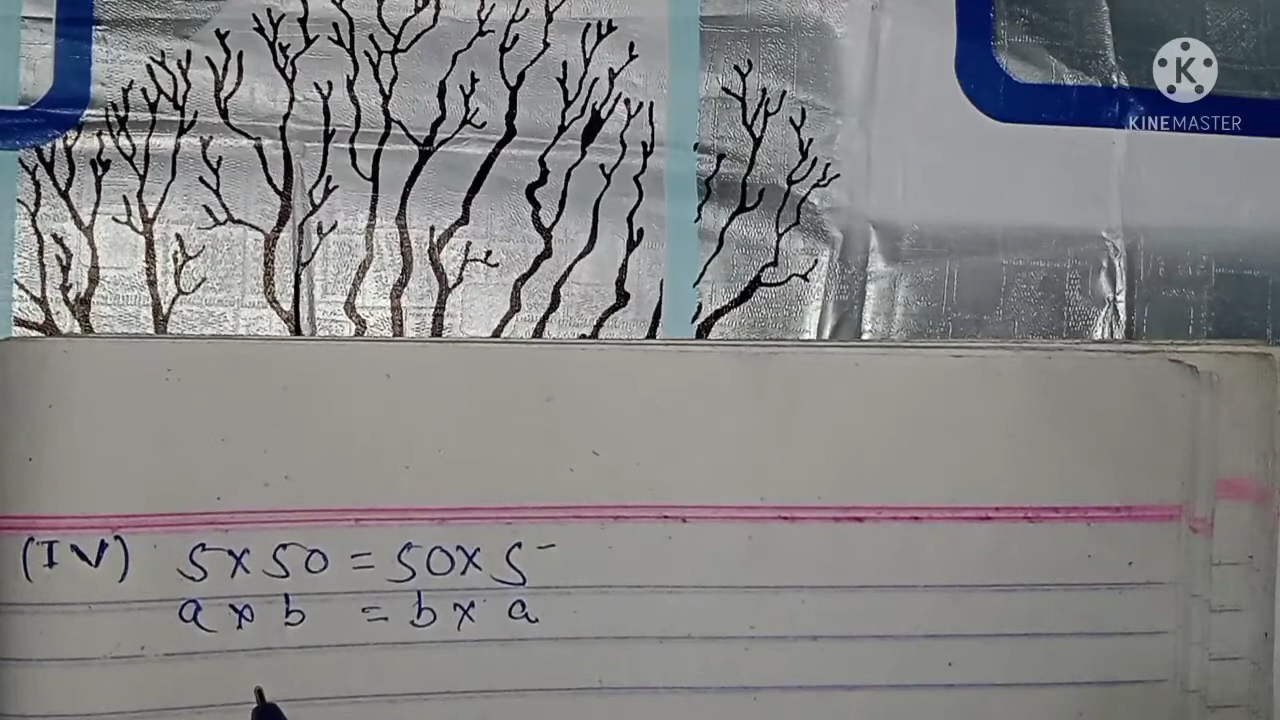 KINEMASTER
(IV) 5×50 = 50×5
a × b = b × a